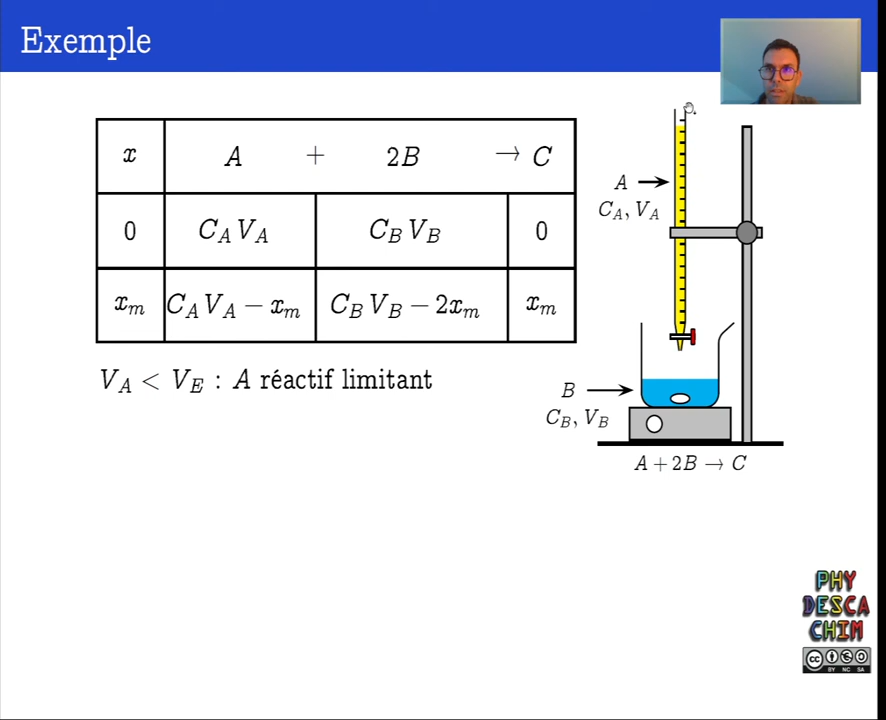 Exemple
x A + 2B → C
0 C_A V_A C_B V_B 0
x_m C_A V_A − x_m C_B V_B − 2x_m x_m
V_A < V_E : A réactif limitant
A
C_A, V_A
B
C_B, V_B
A + 2B → C
PHY
DESCA
CHIM
CC
BY NC SA